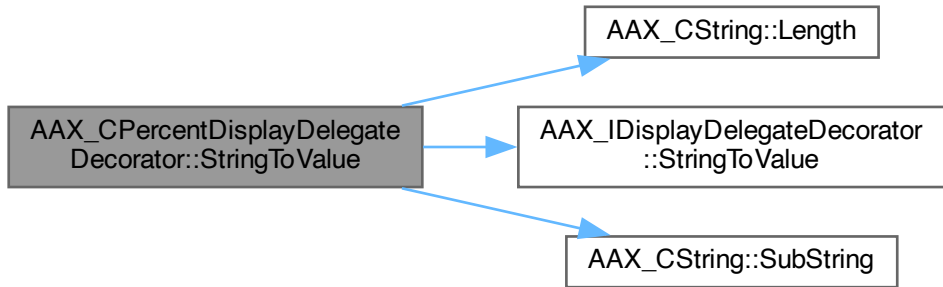 AAX_CPercentDisplayDelegate
Decorator::StringToValue
AAX_CString::Length
AAX_IDisplayDelegateDecorator
::StringToValue
AAX_CString::SubString